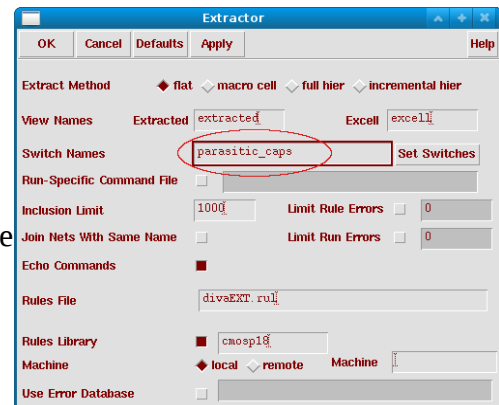 Extractor
OK Cancel Defaults Apply Help
Extract Method flat macro cell full hier incremental hier
View Names Extracted extracted Excell excell
Switch Names parasitic_caps Set Switches
Run-Specific Command File
Inclusion Limit 1000 Limit Rule Errors 0
e Join Nets With Same Name Limit Run Errors 0
Echo Commands
Rules File divaEXT.rul
Rules Library cmosp18
Machine local remote Machine
Use Error Database